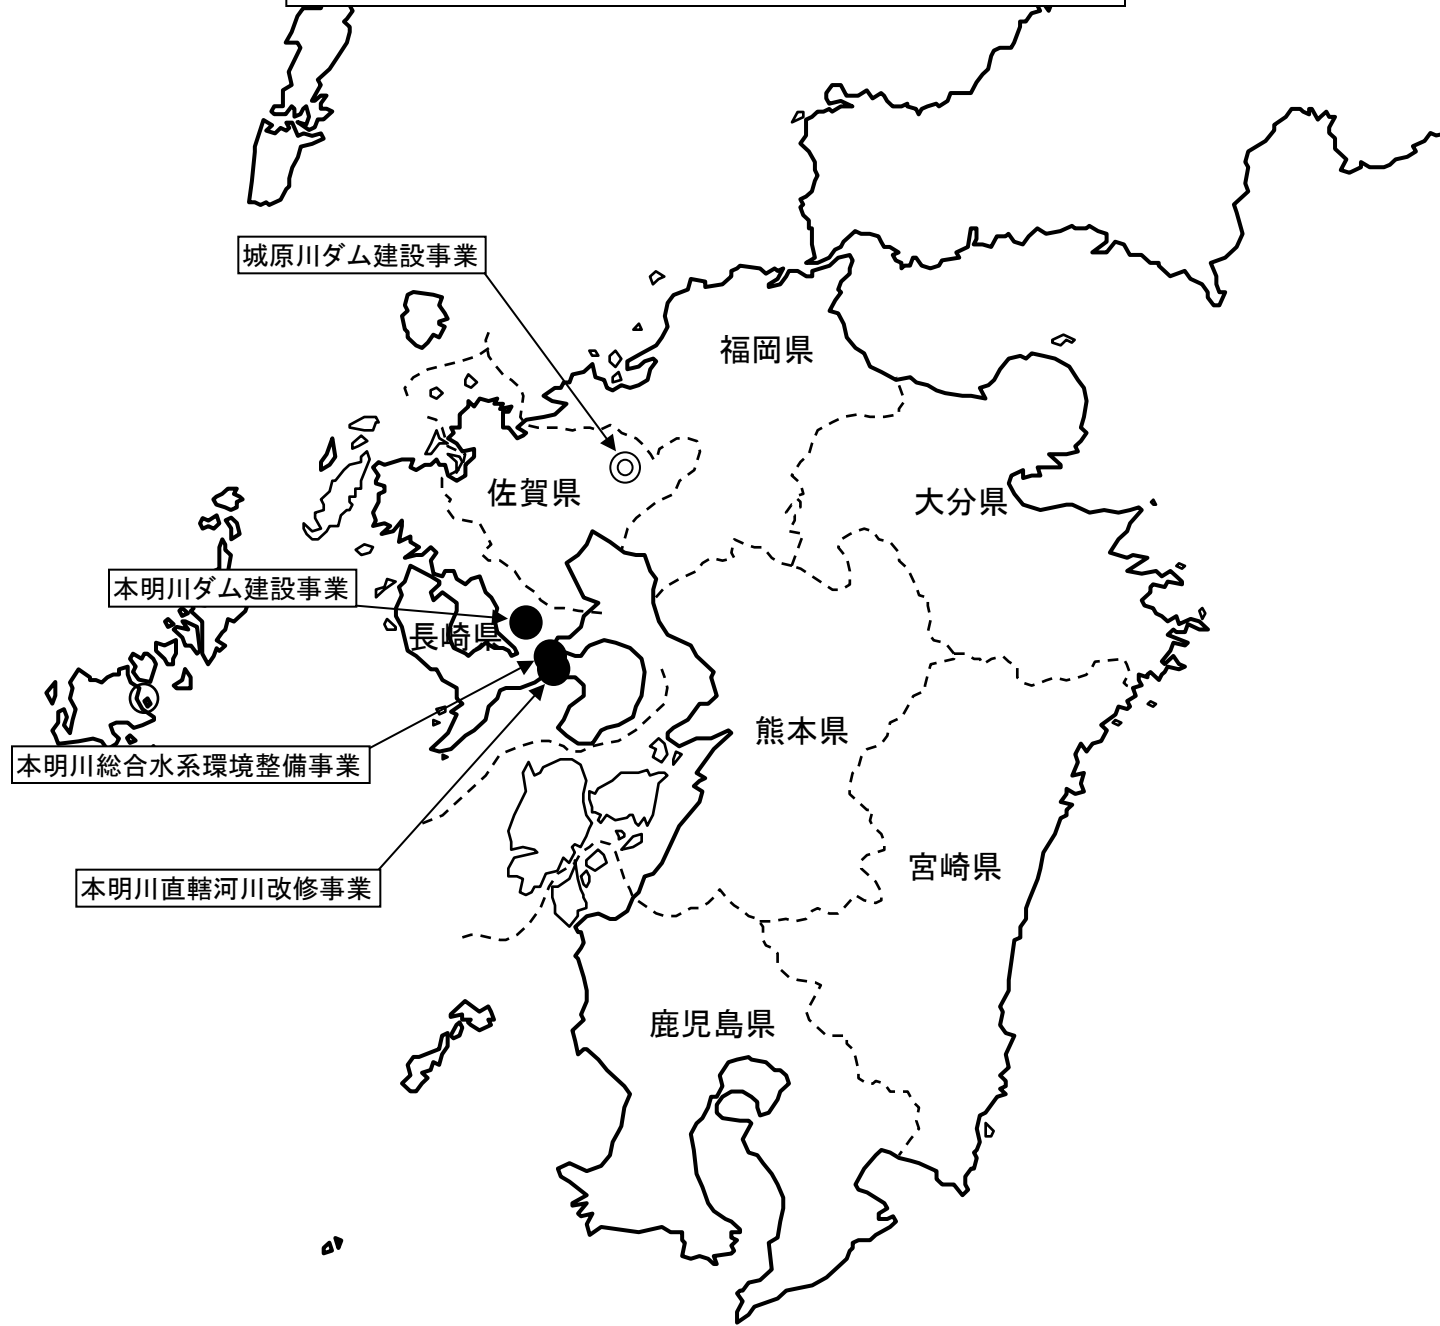 城原川ダム建設事業
福岡県
佐賀県
大分県
本明川ダム建設事業
長崎県
熊本県
本明川総合水系環境整備事業
宮崎県
本明川直轄河川改修事業
鹿児島県